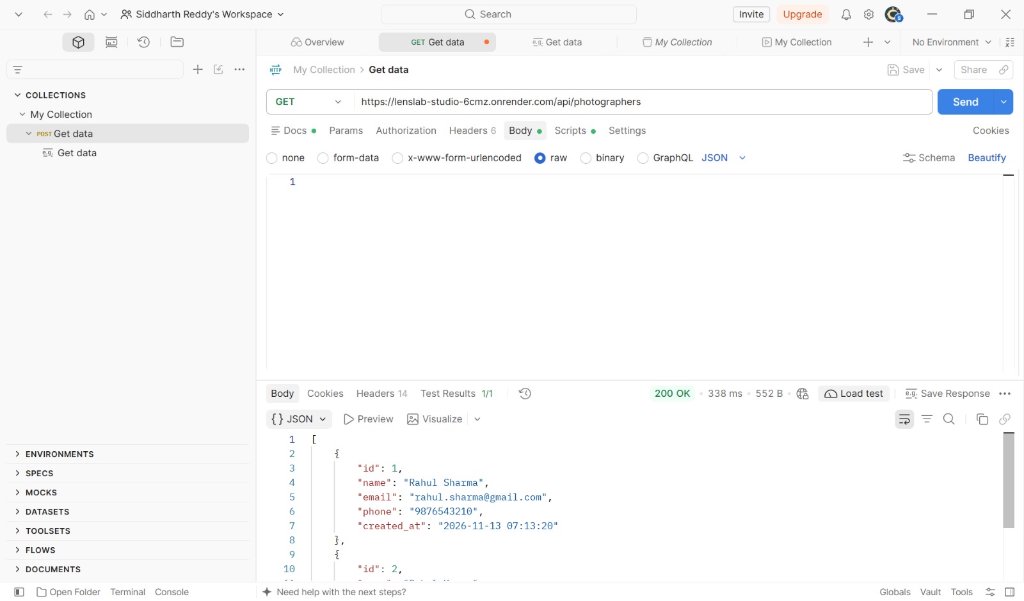 Siddharth Reddy's Workspace
Search
Invite
Upgrade
Overview
GET Get data
e.g. Get data
My Collection
My Collection
No Environment
COLLECTIONS
My Collection
POST Get data
e.g. Get data
HTTP My Collection > Get data
Save
Share
GET
https://lenslab-studio-6cmz.onrender.com/api/photographers
Send
Docs
Params
Authorization
Headers 6
Body
Scripts
Settings
Cookies
none
form-data
x-www-form-urlencoded
raw
binary
GraphQL
JSON
Schema
Beautify
1
Body
Cookies
Headers 14
Test Results 1/1
200 OK • 338 ms • 552 B
Load test
e.g. Save Response
{} JSON
Preview
Visualize
1 [
2 {
3 "id": 1,
4 "name": "Rahul Sharma",
5 "email": "rahul.sharma@gmail.com",
6 "phone": "9876543210",
7 "created_at": "2026-11-13 07:13:20"
8 },
9 {
10 "id": 2,
ENVIRONMENTS
SPECS
MOCKS
DATASETS
TOOLSETS
FLOWS
DOCUMENTS
Open Folder
Terminal
Console
Need help with the next steps?
Globals
Vault
Tools